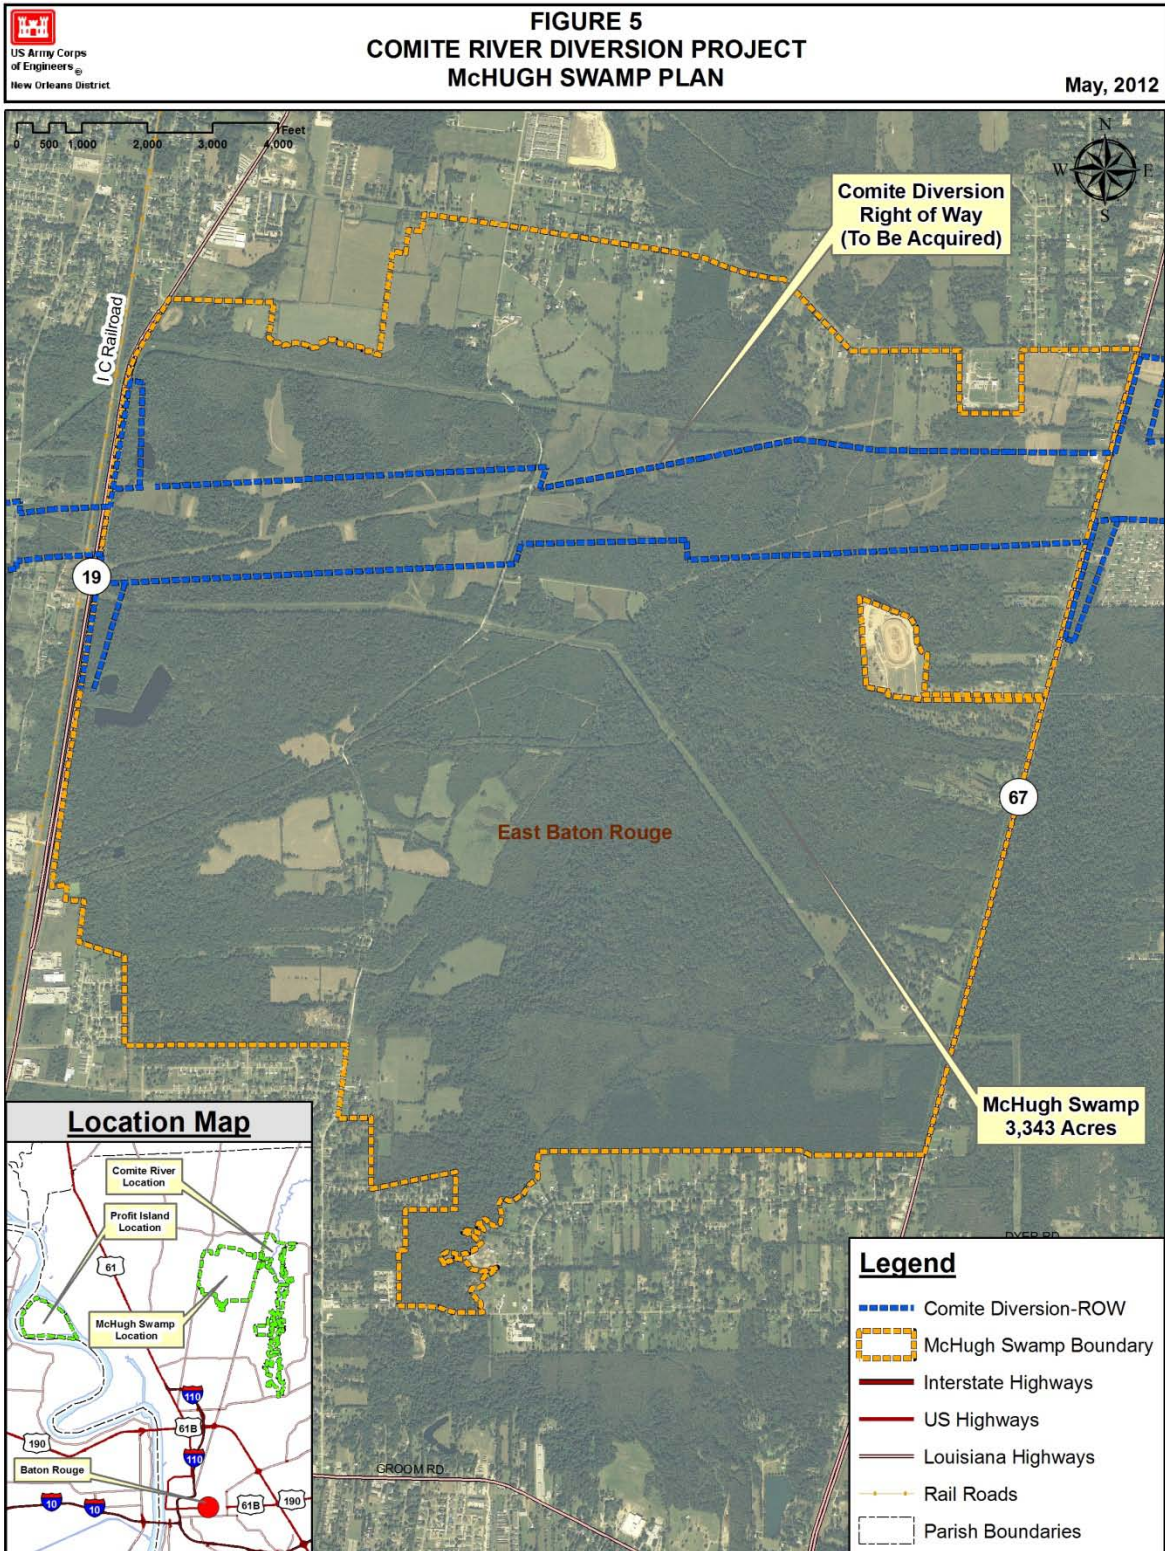 US Army Corps
of Engineers ®
New Orleans District
FIGURE 5
COMITE RIVER DIVERSION PROJECT
McHUGH SWAMP PLAN
May, 2012
0 500 1,000 2,000 3,000 4,000
Feet
N
W E
S
Comite Diversion
Right of Way
(To Be Acquired)
I C Railroad
19
67
East Baton Rouge
McHugh Swamp
3,343 Acres
DYER RD
GROOM RD
Location Map
Comite River
Location
Profit Island
Location
61
McHugh Swamp
Location
110
61B
190
110
Baton Rouge
10
10
61B
190
Legend
Comite Diversion-ROW
McHugh Swamp Boundary
Interstate Highways
US Highways
Louisiana Highways
Rail Roads
Parish Boundaries